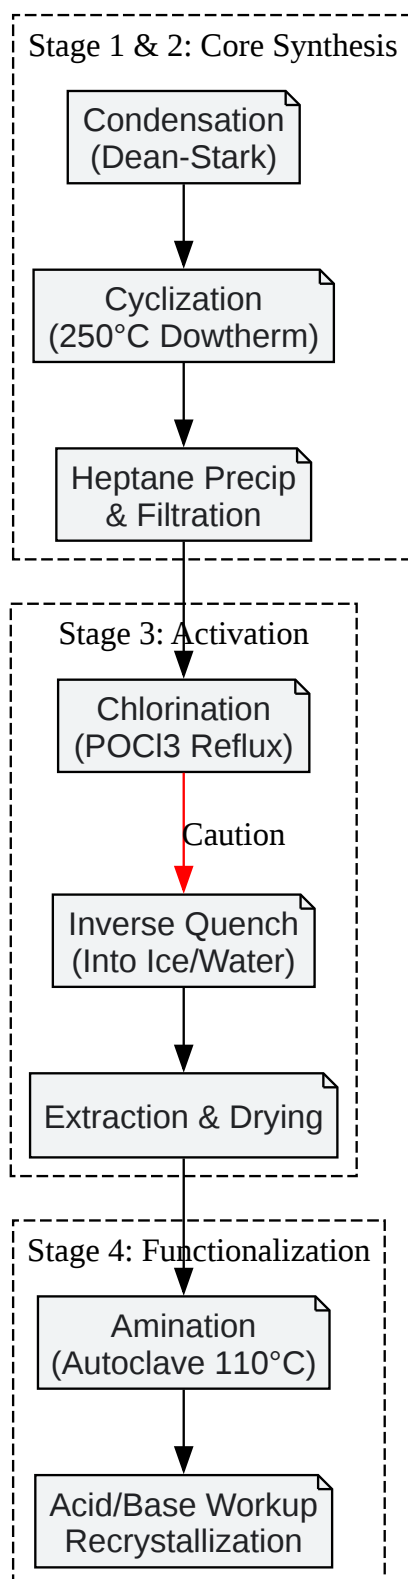 Stage 1 & 2: Core Synthesis
Condensation
(Dean-Stark)
Cyclization
(250°C Dowtherm)
Heptane Precip
& Filtration
Stage 3: Activation
Chlorination
(POCl3 Reflux)
Caution
Inverse Quench
(Into Ice/Water)
Extraction & Drying
Stage 4: Functionalization
Amination
(Autoclave 110°C)
Acid/Base Workup
Recrystallization